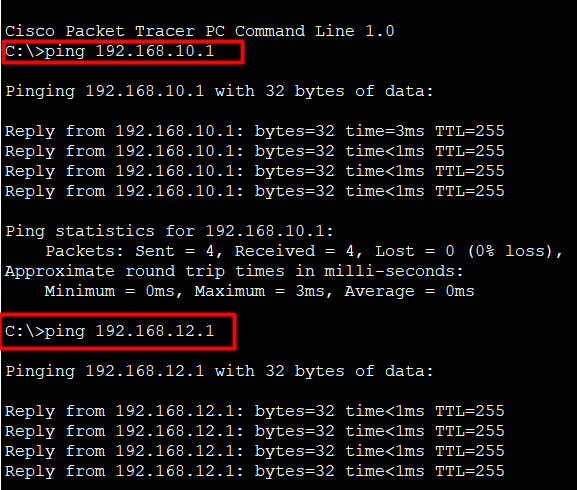 Cisco Packet Tracer PC Command Line 1.0
C:\>ping 192.168.10.1
Pinging 192.168.10.1 with 32 bytes of data:
Reply from 192.168.10.1: bytes=32 time=3ms TTL=255
Reply from 192.168.10.1: bytes=32 time<1ms TTL=255
Reply from 192.168.10.1: bytes=32 time<1ms TTL=255
Reply from 192.168.10.1: bytes=32 time<1ms TTL=255
Ping statistics for 192.168.10.1:
Packets: Sent = 4, Received = 4, Lost = 0 (0% loss),
Approximate round trip times in milli-seconds:
Minimum = 0ms, Maximum = 3ms, Average = 0ms
C:\>ping 192.168.12.1
Pinging 192.168.12.1 with 32 bytes of data:
Reply from 192.168.12.1: bytes=32 time<1ms TTL=255
Reply from 192.168.12.1: bytes=32 time<1ms TTL=255
Reply from 192.168.12.1: bytes=32 time<1ms TTL=255
Reply from 192.168.12.1: bytes=32 time<1ms TTL=255